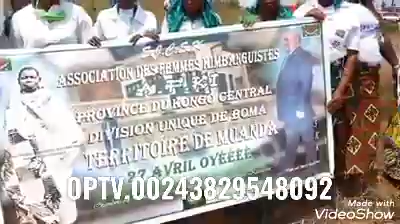 ASSOCIATION DES FEMMES KIMBANGUISTES
PROVINCE DU KONGO CENTRAL
DIVISION UNIQUE DE BOMA
TERRITOIRE DE MUANDA
27 AVRIL OYEEEE
OPTV 00243829548092
Made with
VideoShow